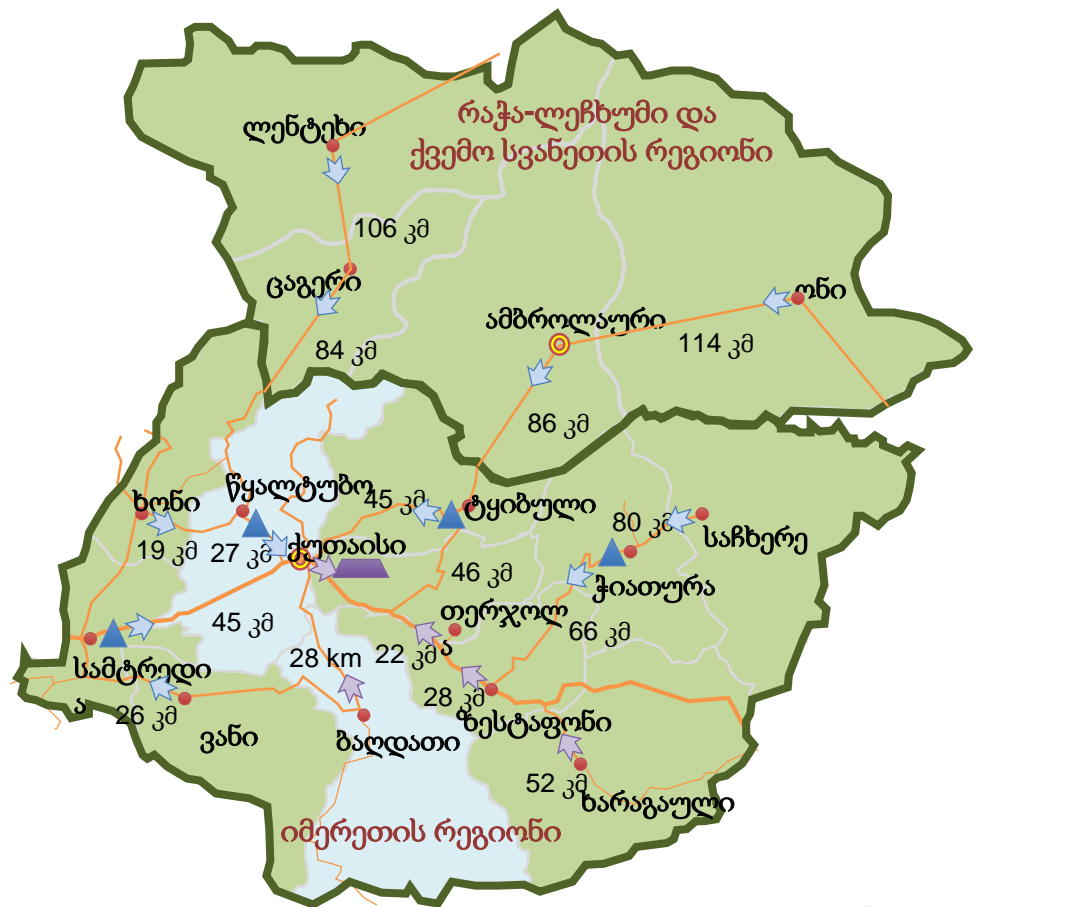 რაჭა-ლეჩხუმი და
ქვემო სვანეთის რეგიონი
ლენტეხი
106 კმ
ცაგერი
ონი
ამბროლაური
84 კმ
114 კმ
86 კმ
წყალტუბო
ხონი
45 კმ
ტყიბული
80 კმ
საჩხერე
ქუთაისი
19 კმ
27 კმ
46 კმ
ჭიათურა
თერჯოლ
ა
45 კმ
66 კმ
22 კმ
28 km
სამტრედი
ა
28 კმ
26 კმ
ზესტაფონი
ვანი
ბაღდათი
52 კმ
ხარაგაული
იმერეთის რეგიონი